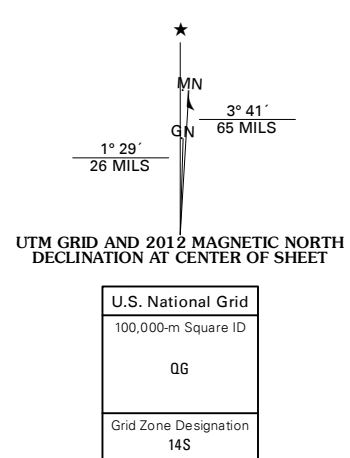 ★
MN
3° 41´
65 MILS
GN
1° 29´
26 MILS
UTM GRID AND 2012 MAGNETIC NORTH
DECLINATION AT CENTER OF SHEET
U.S. National Grid
100,000-m Square ID
QG
Grid Zone Designation
14S